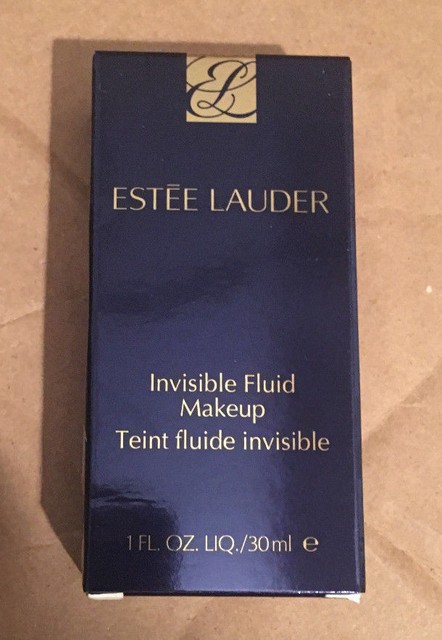 EL
ESTĒE LAUDER
Invisible Fluid
Makeup
Teint fluide invisible
1 FL. OZ. LIQ./30ml ℮